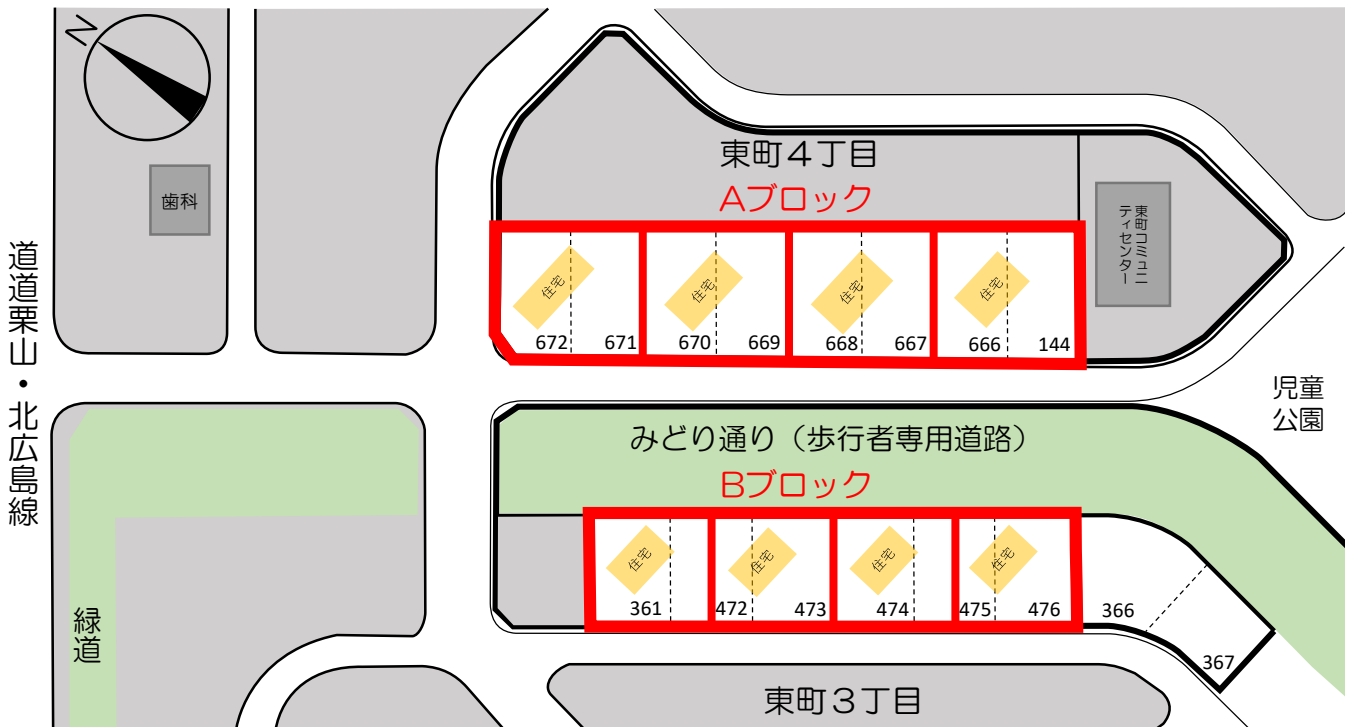 N
歯科
道道栗山・北広島線
東町４丁目
Aブロック
東町コミュニ
ティセンター
住宅
住宅
住宅
住宅
672 671 670 669 668 667 666 144
児童
公園
みどり通り（歩行者専用道路）
Bブロック
住宅
住宅
住宅
住宅
361 472 473 474 475 476 366
367
緑道
東町３丁目